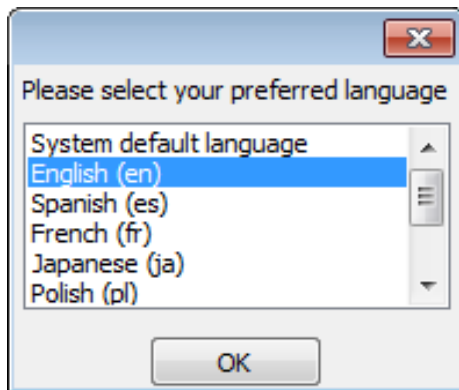 Please select your preferred language
System default language
English (en)
Spanish (es)
French (fr)
Japanese (ja)
Polish (pl)
OK